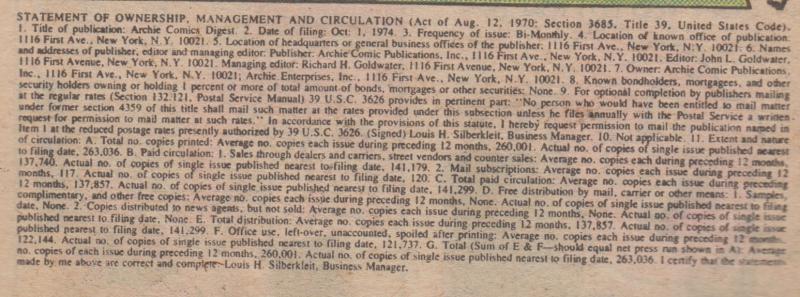 STATEMENT OF OWNERSHIP, MANAGEMENT AND CIRCULATION (Act of Aug. 12, 1970: Section 3685. Title 39, United States Code).
1. Title of publication: Archie Comics Digest. 2. Date of filing: Oct: 1, 1974. 3. Frequency of issue: Bi-Monthly. 4. Location of known office of publication:
1116 First Ave., New York, N.Y. 10021. 5. Location of headquarters or general business offices of the publisher: 1116 First Ave., New York, N.Y. 10021. 6. Names
and addresses of publisher, editor and managing editor: Publisher: Archie Comic Publications, Inc., 1116 First Ave., New York, N.Y. 10021. Editor: John L. Goldwater,
1116 First Avenue, New York, N.Y. 10021. Managing editor: Richard H. Goldwater, 1116 First Avenue, New York, N.Y. 10021. 7. Owner: Archie Comic Publications,
Inc., 1116 First Ave., New York, N.Y. 10021; Archie Enterprises, Inc., 1116 First Ave., New York, N.Y. 10021. 8. Known bondholders, mortgagees, and other
security holders owning or holding 1 percent or more of total amount of bonds, mortgages or other securities: None. 9. For optional completion by publishers mailing
at the regular rates (Section 132.121, Postal Service Manual) 39 U.S.C. 3626 provides in pertinent part: "No person who would have been entitled to mail matter
under former section 4359 of this title shall mail such matter at the rates provided under this subsection unless he files annually with the Postal Service a written
request for permission to mail matter at such rates." In accordance with the provisions of this statute, I hereby request permission to mail the publication named in
Item 1 at the reduced postage rates presently authorized by 39 U.S.C. 3626. (Signed) Louis H. Silberkleit, Business Manager. 10. Not applicable. 11. Extent and nature
of circulation: A. Total no. copies printed: Average no. copies each issue during preceding 12 months, 260,001. Actual no. of copies of single issue published nearest
to filing date, 263,036. B. Paid circulation: 1. Sales through dealers and carriers, street vendors and counter sales: Average no. copies each during preceding 12 months,
137,740. Actual no. of copies of single issue published nearest to filing date, 141,179. 2. Mail subscriptions: Average no. copies each issue during preceding 12
months, 117. Actual no. of copies of single issue published nearest to filing date, 120. C. Total paid circulation: Average no. copies each issue during preceding
12 months, 137,857. Actual no. of copies of single issue published nearest to filing date, 141,299. D. Free distribution by mail, carrier or other means: 1. Samples,
complimentary, and other free copies: Average no. copies each issue during preceding 12 months, None. Actual no. of copies of single issue published nearest to filing
date, None. 2. Copies distributed to news agents, but not sold: Average no. copies each issue during preceding 12 months, None. Actual no. of copies of single issue
published nearest to filing date, None. E. Total distribution: Average no. copies each issue during preceding 12 months, 137,857. Actual no. of copies of single issue
published nearest to filing date, 141,299. F. Office use, left-over, unaccounted, spoiled after printing: Average no. copies each issue during preceding 12 months,
122,144. Actual no. of copies of single issue published nearest to filing date, 121,737. G. Total (Sum of E & F—should equal net press run shown in A): Average
no. copies of each issue during preceding 12 months, 260,001. Actual no. of copies of single issue published nearest to filing date, 263,036. I certify that the statements
made by me above are correct and complete—Louis H. Silberkleit, Business Manager.